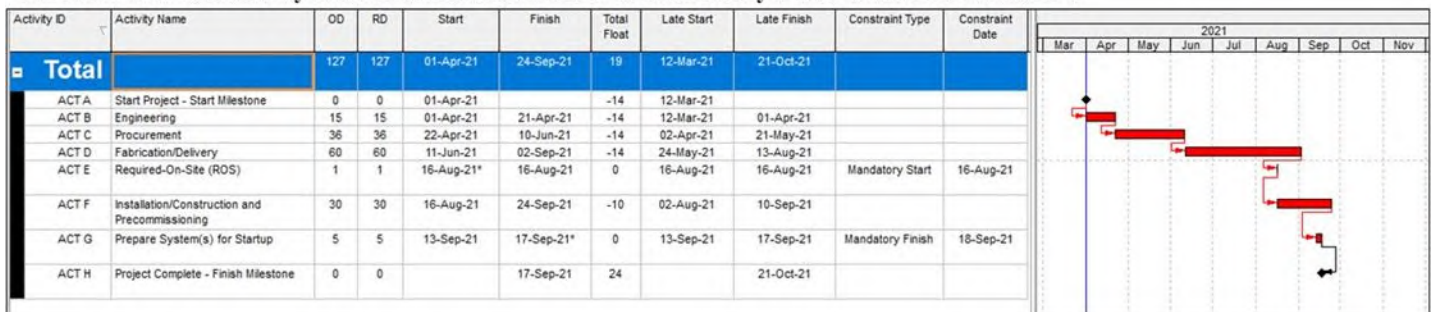 Activity ID Activity Name OD RD Start Finish Total Float Late Start Late Finish Constraint Type Constraint Date
2021
Mar Apr May Jun Jul Aug Sep Oct Nov
Total 127 127 01-Apr-21 24-Sep-21 19 12-Mar-21 21-Oct-21
ACT A Start Project - Start Milestone 0 0 01-Apr-21 -14 12-Mar-21
ACT B Engineering 15 15 01-Apr-21 21-Apr-21 -14 12-Mar-21 01-Apr-21
ACT C Procurement 36 36 22-Apr-21 10-Jun-21 -14 02-Apr-21 21-May-21
ACT D Fabrication/Delivery 60 60 11-Jun-21 02-Sep-21 -14 24-May-21 13-Aug-21
ACT E Required-On-Site (ROS) 1 1 16-Aug-21* 16-Aug-21 0 16-Aug-21 16-Aug-21 Mandatory Start 16-Aug-21
ACT F Installation/Construction and Precommissioning 30 30 16-Aug-21 24-Sep-21 -10 02-Aug-21 10-Sep-21
ACT G Prepare System(s) for Startup 5 5 13-Sep-21 17-Sep-21* 0 13-Sep-21 17-Sep-21 Mandatory Finish 18-Sep-21
ACT H Project Complete - Finish Milestone 0 0 17-Sep-21 24 21-Oct-21